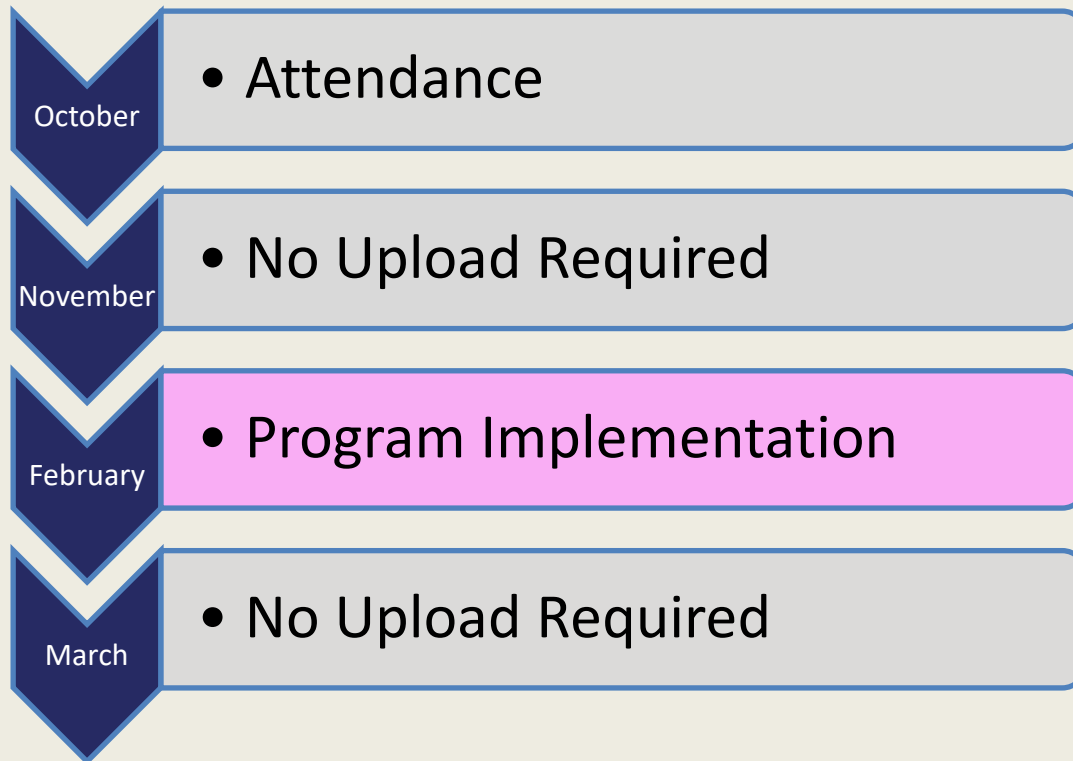 October
• Attendance
November
• No Upload Required
February
• Program Implementation
March
• No Upload Required